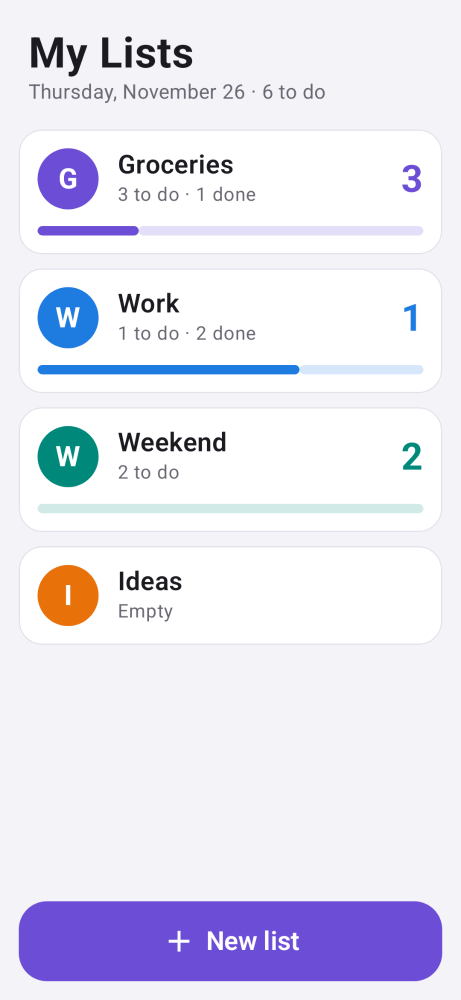 My Lists
Thursday, November 26 · 6 to do
G
Groceries
3 to do · 1 done
3
W
Work
1 to do · 2 done
1
W
Weekend
2 to do
2
I
Ideas
Empty
+ New list